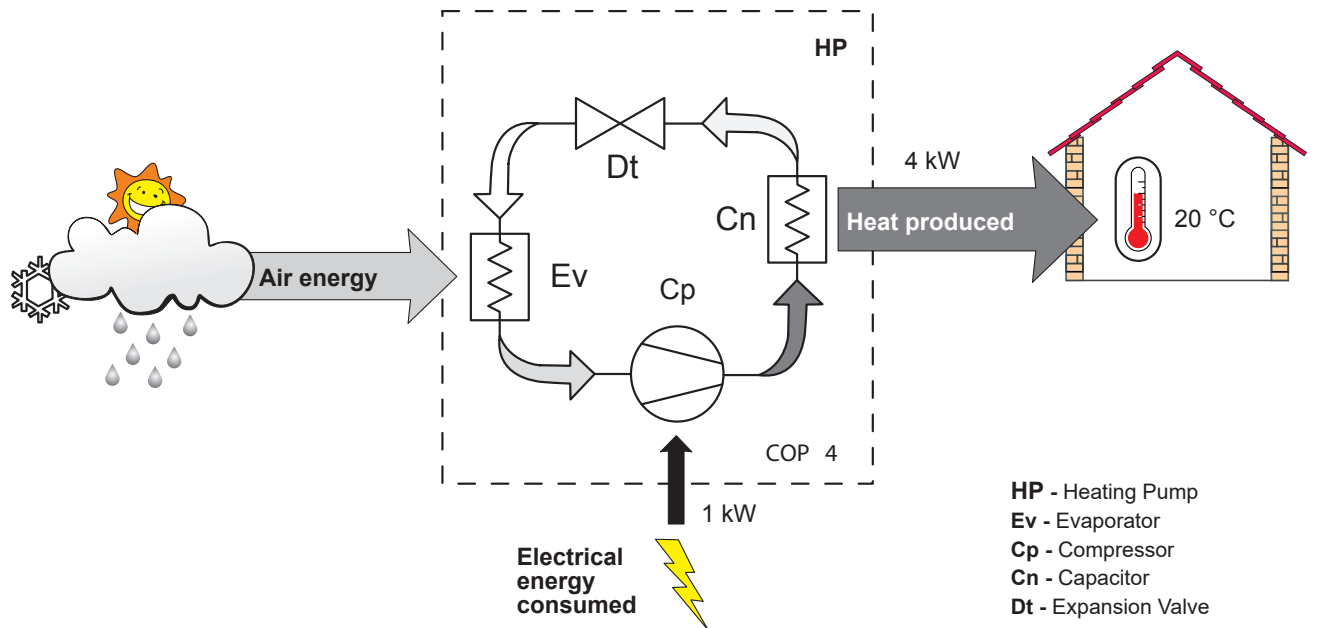 HP
Dt
4 kW
Cn
Heat produced
20 °C
Air energy
Ev
Cp
COP 4
1 kW
Electrical
energy
consumed
HP - Heating Pump
Ev - Evaporator
Cp - Compressor
Cn - Capacitor
Dt - Expansion Valve